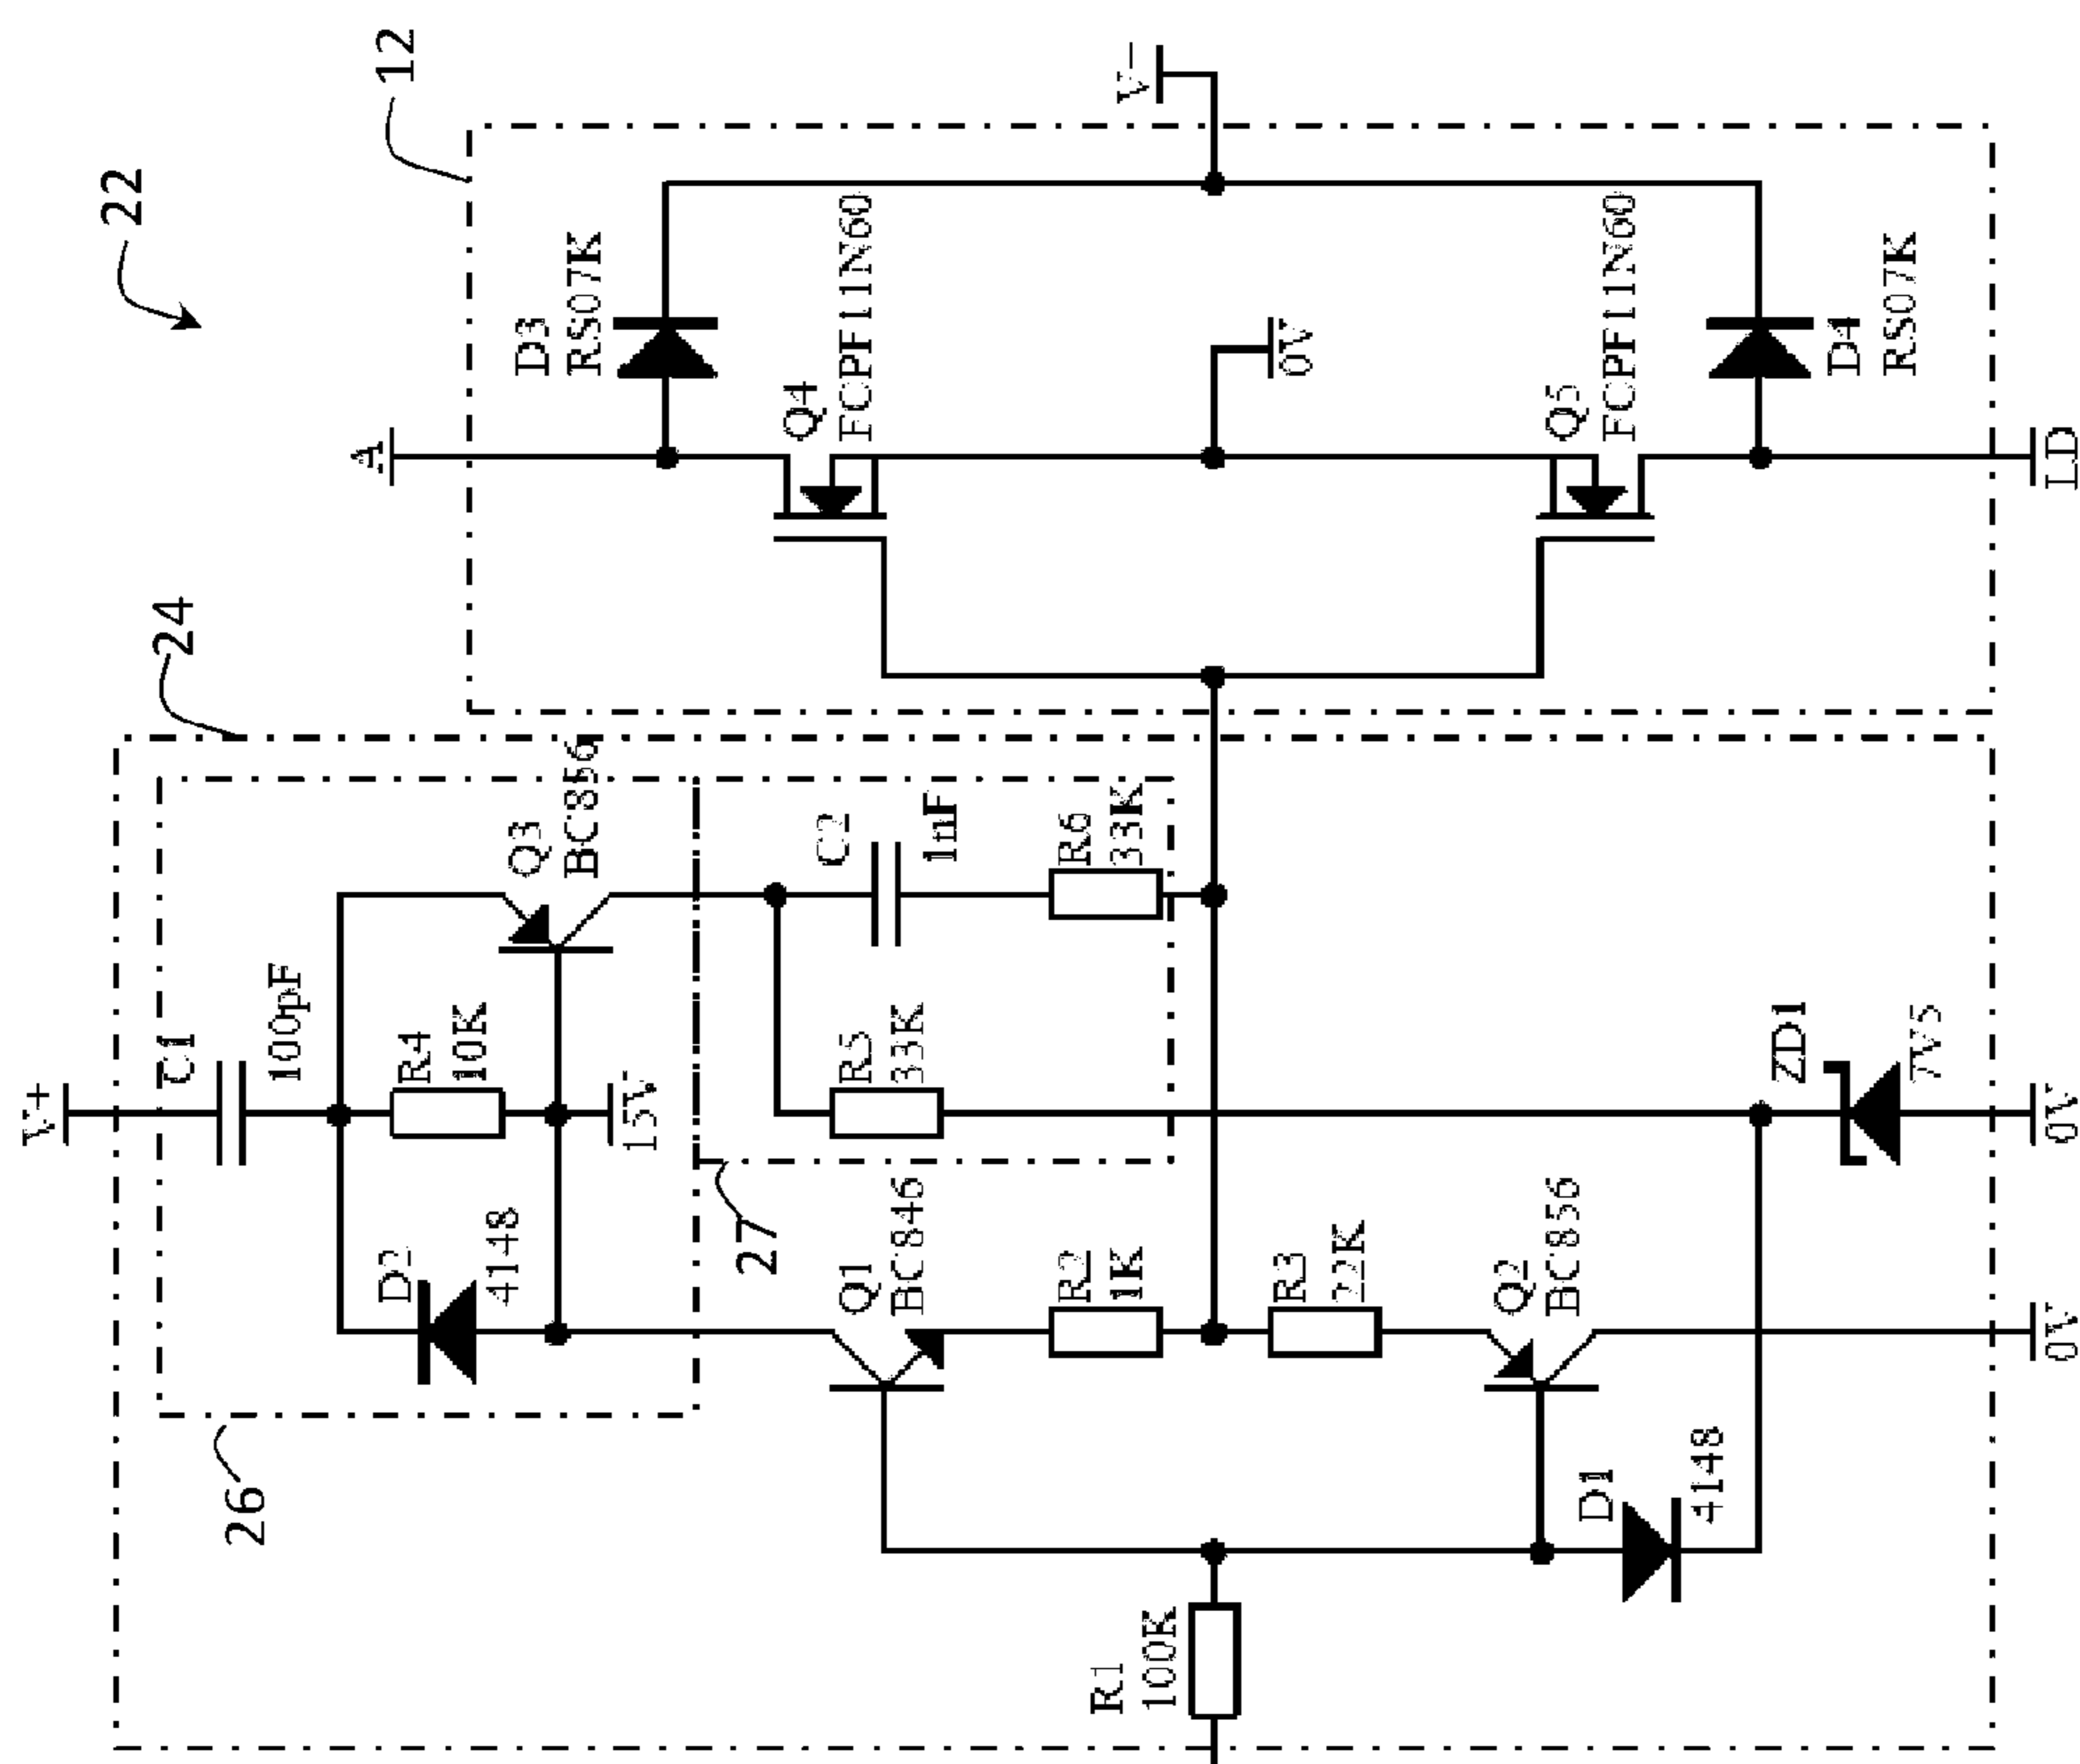 22
12
24
26
27
V+
C1
100pF
D2
4148
R4
10K
15V
Q3
BC856
C2
1nF
R5
33K
R6
33K
Q1
BC846
R2
1K
R3
22K
Q2
BC856
D1
4148
R1
100K
ZD1
7V5
0V
0V
A
D3
RS07K
Q4
FCPF11N60
0V
V-
Q5
FCPF11N60
D4
RS07K
LD